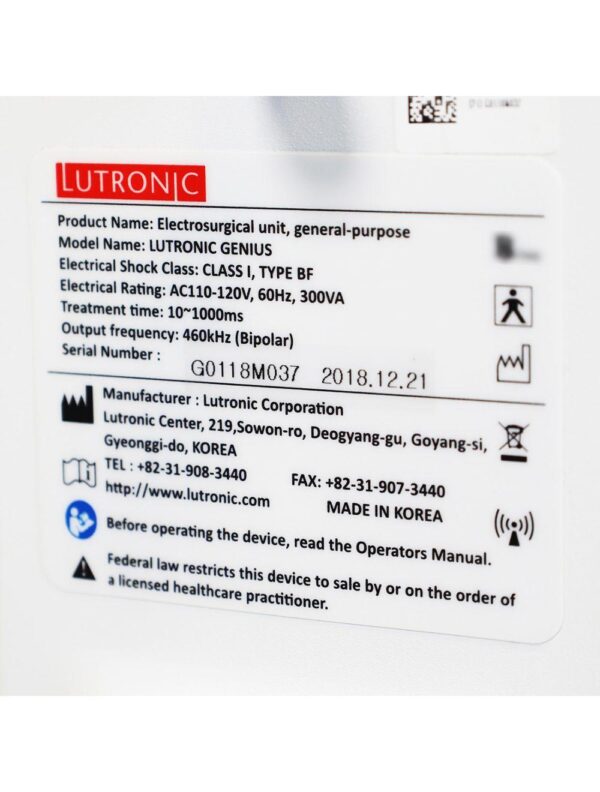 LUTRONIC
Product Name: Electrosurgical unit, general-purpose
Model Name: LUTRONIC GENIUS
Electrical Shock Class: CLASS I, TYPE BF
Electrical Rating: AC110-120V, 60Hz, 300VA
Treatment time: 10~1000ms
Output frequency: 460kHz (Bipolar)
Serial Number :
G0118M037 2018.12.21
Manufacturer : Lutronic Corporation
Lutronic Center, 219,Sowon-ro, Deogyang-gu, Goyang-si,
Gyeonggi-do, KOREA
TEL : +82-31-908-3440 FAX: +82-31-907-3440
http://www.lutronic.com MADE IN KOREA
Before operating the device, read the Operators Manual.
Federal law restricts this device to sale by or on the order of
a licensed healthcare practitioner.